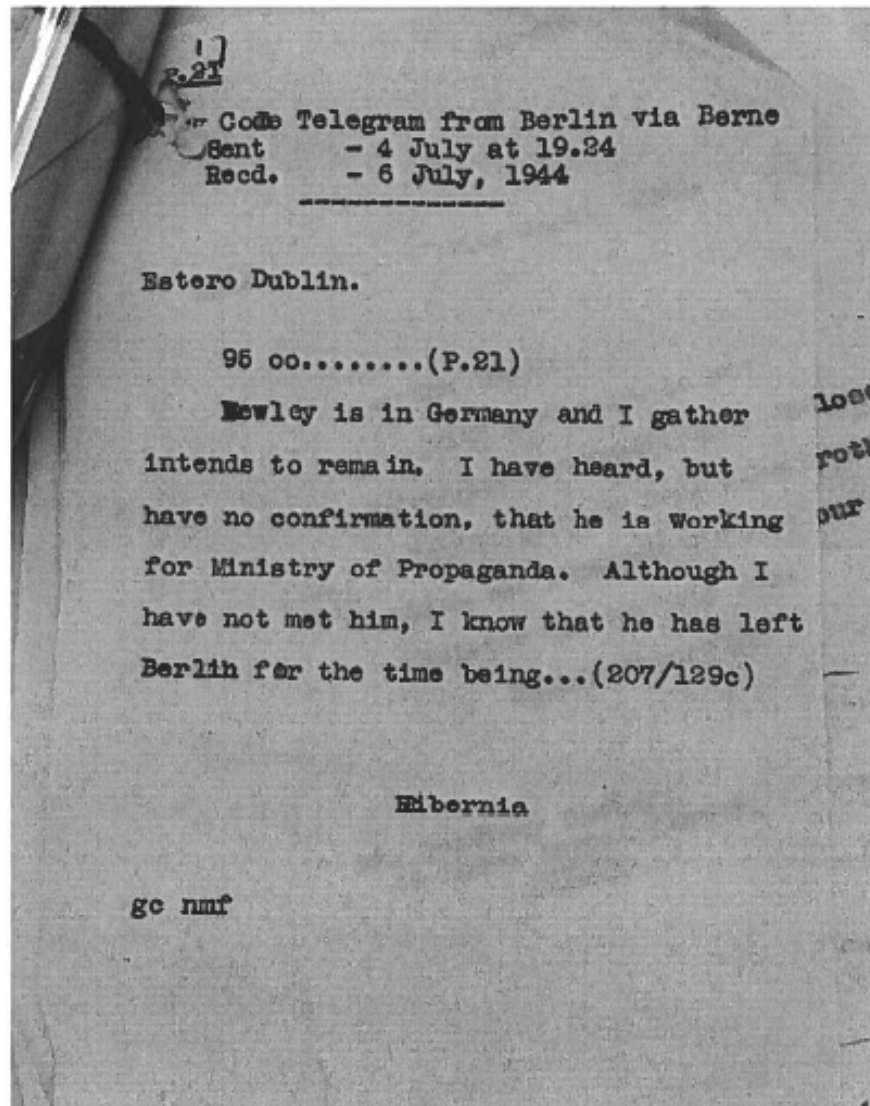 P.21
Code Telegram from Berlin via Berne
Sent - 4 July at 19.24
Recd. - 6 July, 1944
-------------
Estero Dublin.
95 oo........(P.21)
Bewley is in Germany and I gather
intends to remain. I have heard, but
have no confirmation, that he is working
for Ministry of Propaganda. Although I
have not met him, I know that he has left
Berlin for the time being...(207/129c)
Hibernia
gc nmf
our